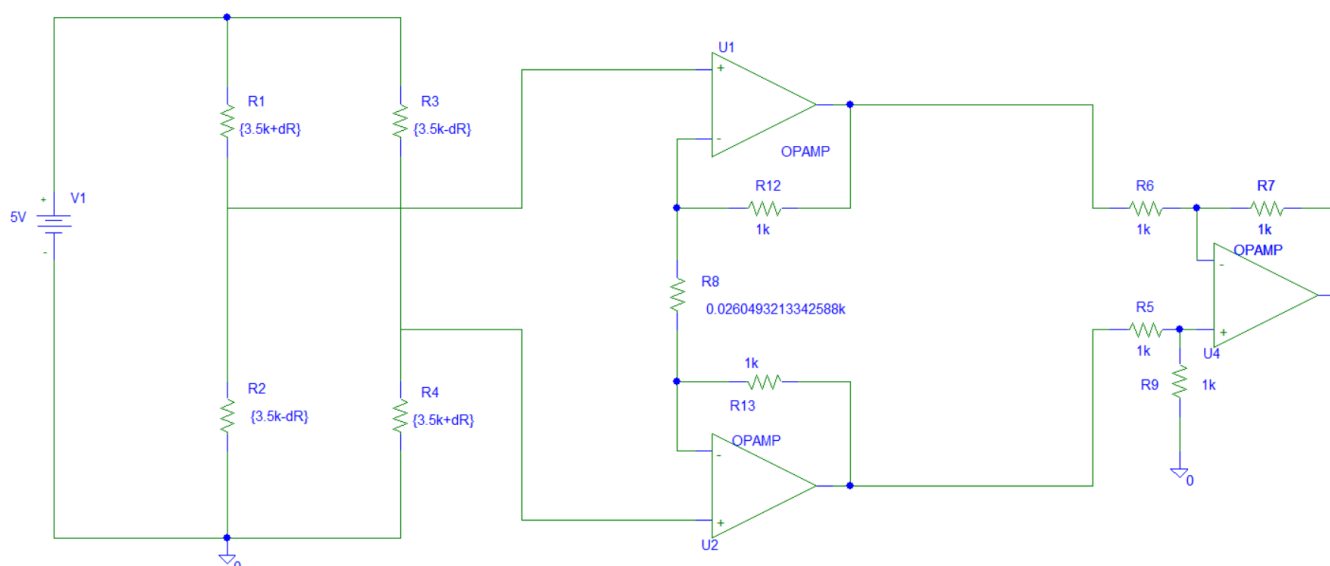 U1
+
-
OPAMP
R1
{3.5k+dR}
R3
{3.5k-dR}
+
V1
5V
-
R12
1k
R6
1k
R7
1k
OPAMP
-
+
U4
R8
0.0260493213342588k
R5
1k
R9
1k
0
1k
R13
R2
{3.5k-dR}
R4
{3.5k+dR}
OPAMP
-
+
U2
0